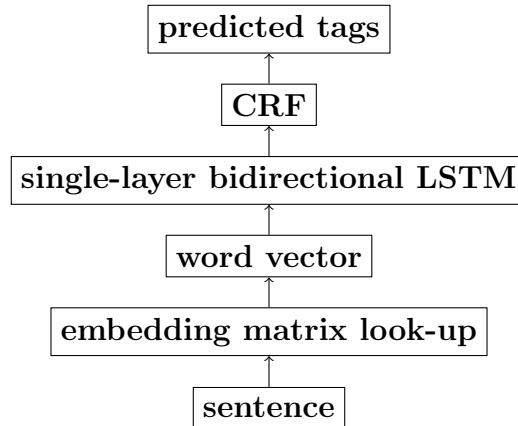 predicted tags
CRF
single-layer bidirectional LSTM
word vector
embedding matrix look-up
sentence